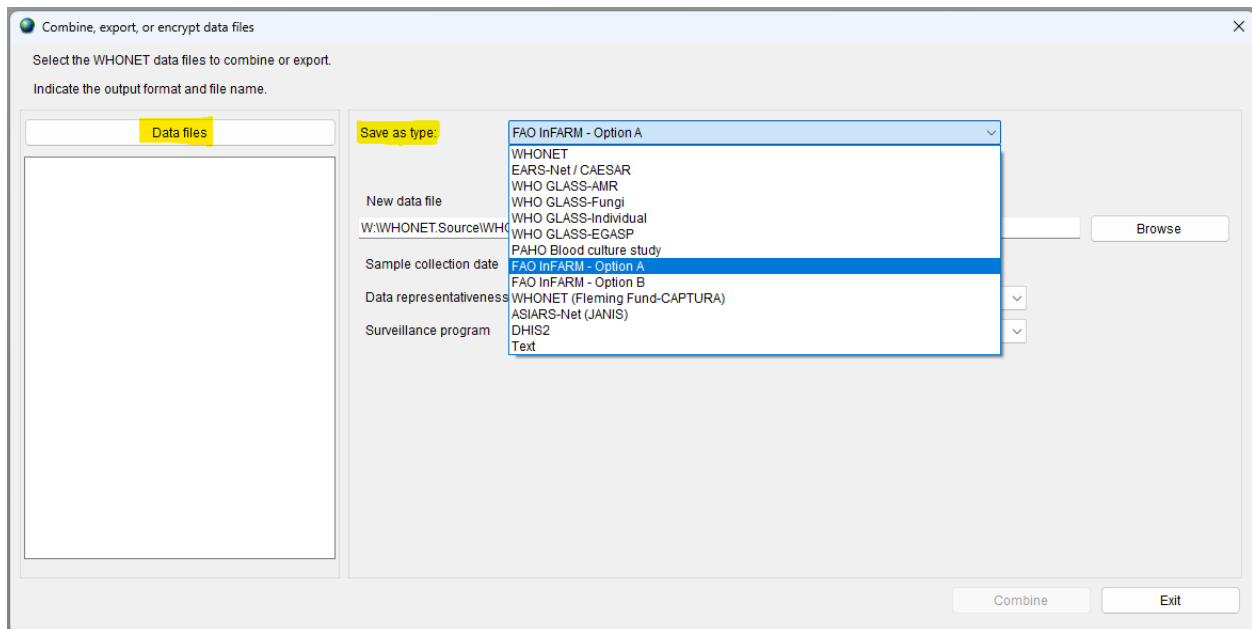 Combine, export, or encrypt data files
Select the WHONET data files to combine or export.
Indicate the output format and file name.
Data files
Save as type:
FAO InFARM - Option A
WHONET
EARS-Net / CAESAR
WHO GLASS-AMR
WHO GLASS-Fungi
WHO GLASS-Individual
WHO GLASS-EGASP
PAHO Blood culture study
FAO InFARM - Option A
FAO InFARM - Option B
WHONET (Fleming Fund-CAPTURA)
ASIARS-Net (JANIS)
DHIS2
Text
New data file
W:\WHONET.Source\WHO
Browse
Sample collection date
Data representativeness
Surveillance program
Combine
Exit